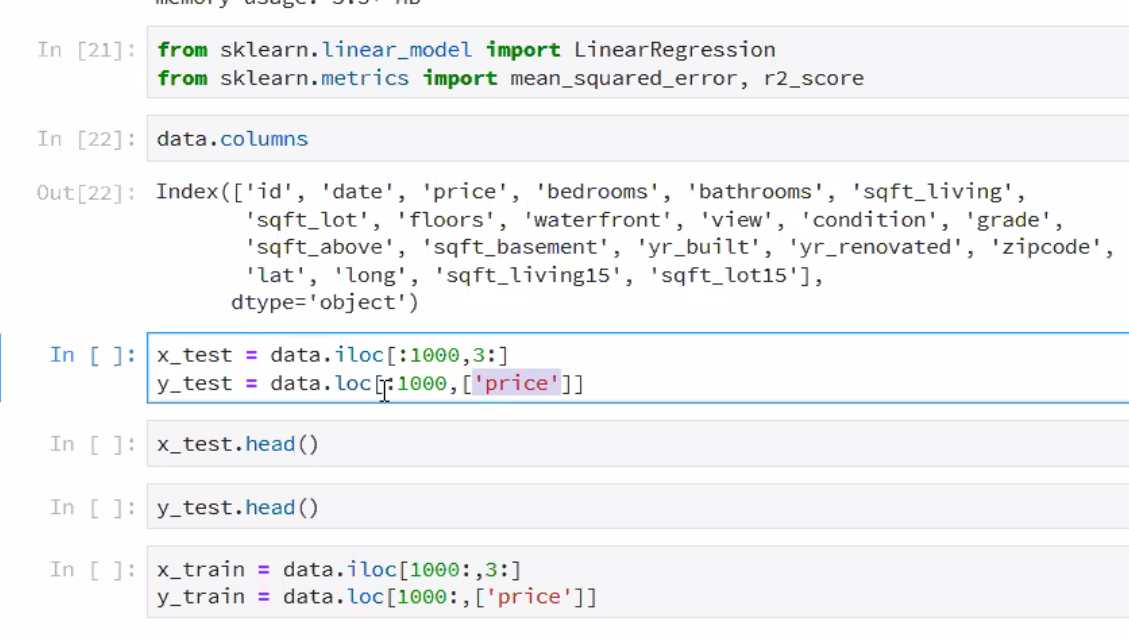 In [21]: from sklearn.linear_model import LinearRegression
from sklearn.metrics import mean_squared_error, r2_score
In [22]: data.columns
Out[22]: Index(['id', 'date', 'price', 'bedrooms', 'bathrooms', 'sqft_living',
'sqft_lot', 'floors', 'waterfront', 'view', 'condition', 'grade',
'sqft_above', 'sqft_basement', 'yr_built', 'yr_renovated', 'zipcode',
'lat', 'long', 'sqft_living15', 'sqft_lot15'],
dtype='object')
In [ ]: x_test = data.iloc[:1000,3:]
y_test = data.loc[:1000,['price']]
In [ ]: x_test.head()
In [ ]: y_test.head()
In [ ]: x_train = data.iloc[1000:,3:]
y_train = data.loc[1000:,['price']]